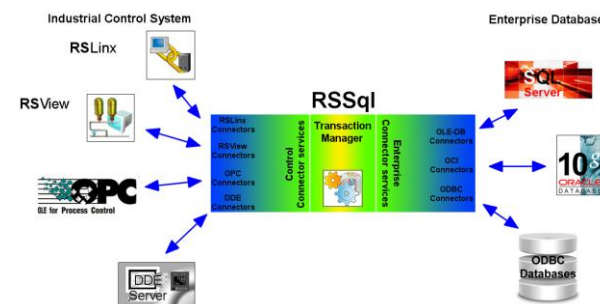 Industrial Control System
Enterprise Database
RSLinx
RSView
OPC
OLE for Process Control
DDE
Server
RSSql
RSLinx
Connectors
RSView
Connectors
OPC
Connectors
DDE
Connectors
Control
Connector services
Transaction
Manager
Enterprise
Connector services
OLE-DB
Connectors
OCI
Connectors
ODBC
Connectors
SQL
Server
10g
ORACLE
DATABASE
ODBC
Databases